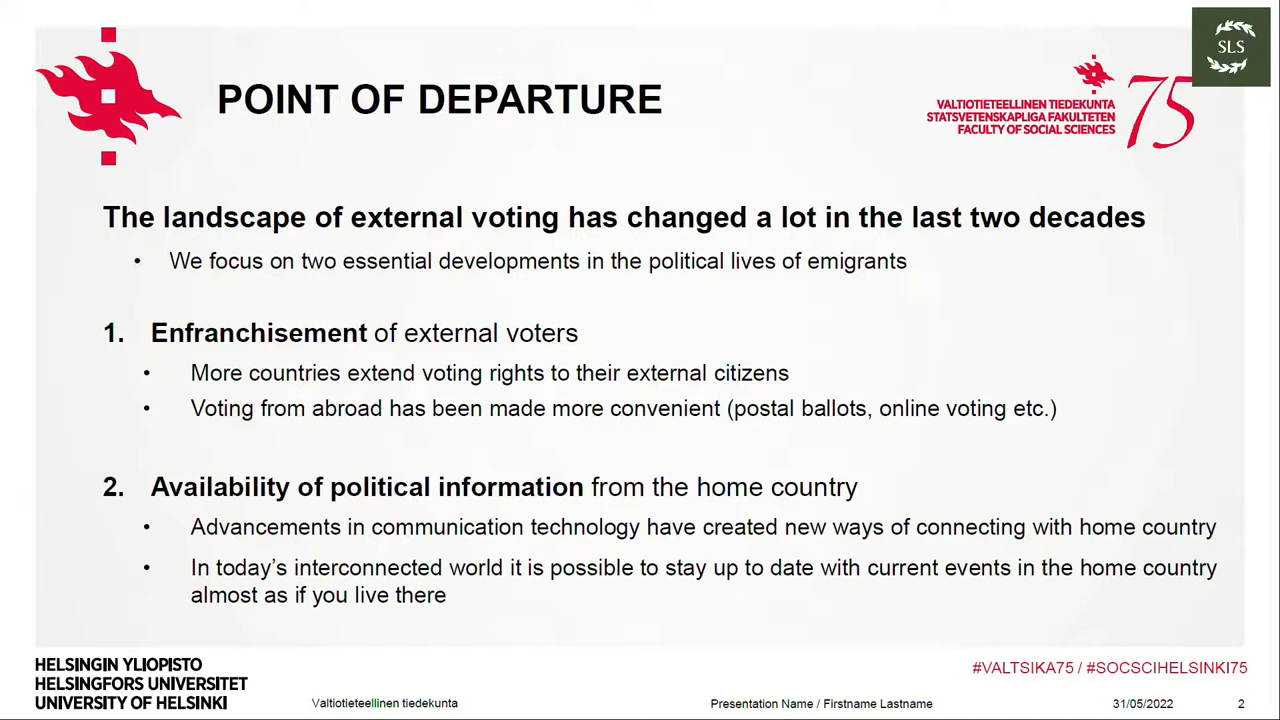 SLS
POINT OF DEPARTURE
VALTIOTIETEELLINEN TIEDEKUNTA
STATSVETENSKAPLIGA FAKULTETEN
FACULTY OF SOCIAL SCIENCES
75
The landscape of external voting has changed a lot in the last two decades
• We focus on two essential developments in the political lives of emigrants
1. Enfranchisement of external voters
• More countries extend voting rights to their external citizens
• Voting from abroad has been made more convenient (postal ballots, online voting etc.)
2. Availability of political information from the home country
• Advancements in communication technology have created new ways of connecting with home country
• In today’s interconnected world it is possible to stay up to date with current events in the home country
almost as if you live there
HELSINGIN YLIOPISTO
HELSINGFORS UNIVERSITET
UNIVERSITY OF HELSINKI
#VALTSIKA75 / #SOCSCIHELSINKI75
Valtiotieteellinen tiedekunta
Presentation Name / Firstname Lastname
31/05/2022
2